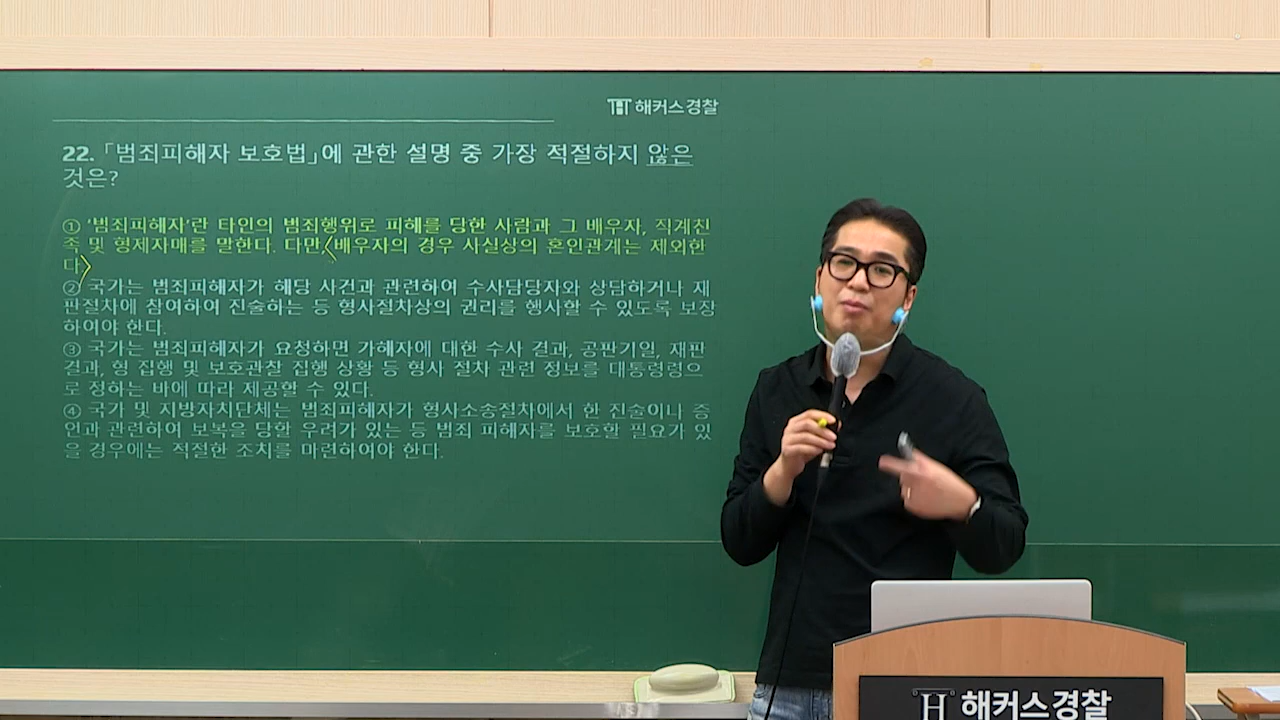 해커스경찰
22. 「범죄피해자 보호법」에 관한 설명 중 가장 적절하지 않은
것은?
① '범죄피해자'란 타인의 범죄행위로 피해를 당한 사람과 그 배우자, 직계친
족 및 형제자매를 말한다. 다만, 배우자의 경우 사실상의 혼인관계는 제외한
다.
② 국가는 범죄피해자가 해당 사건과 관련하여 수사담당자와 상담하거나 재
판절차에 참여하여 진술하는 등 형사절차상의 권리를 행사할 수 있도록 보장
하여야 한다.
③ 국가는 범죄피해자가 요청하면 가해자에 대한 수사 결과, 공판기일, 재판
결과, 형 집행 및 보호관찰 집행 상황 등 형사 절차 관련 정보를 대통령령으
로 정하는 바에 따라 제공할 수 있다.
④ 국가 및 지방자치단체는 범죄피해자가 형사소송절차에서 한 진술이나 증
언과 관련하여 보복을 당할 우려가 있는 등 범죄 피해자를 보호할 필요가 있
을 경우에는 적절한 조치를 마련하여야 한다.
해커스경찰